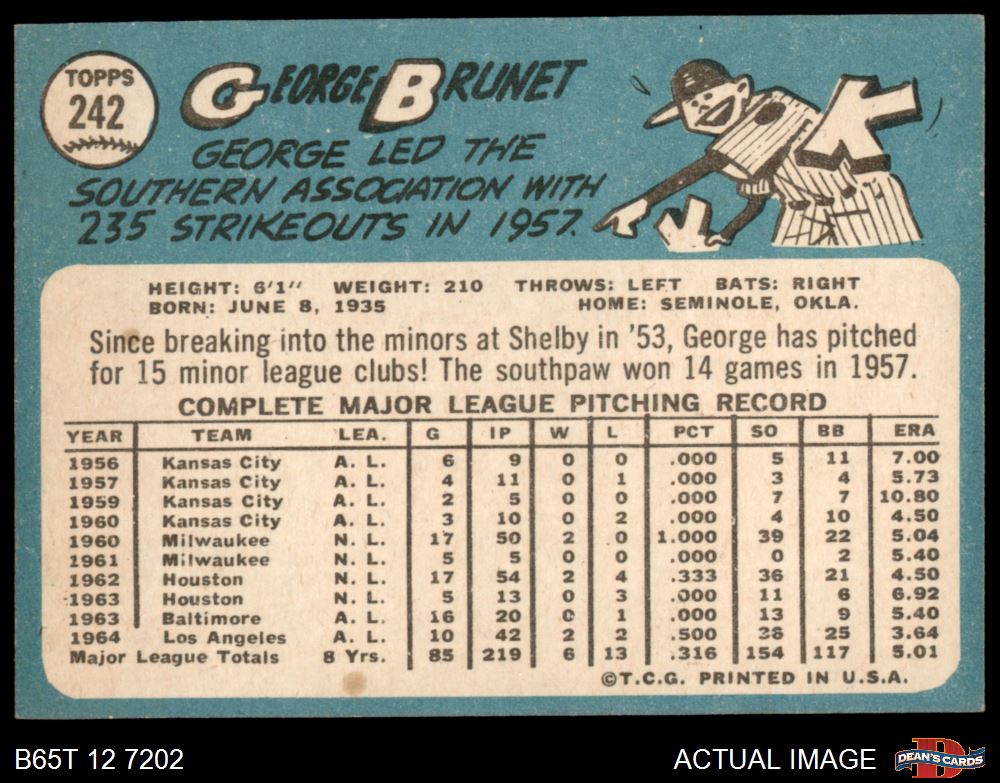 TOPPS
242
GEORGE BRUNET
GEORGE LED THE
SOUTHERN ASSOCIATION WITH
235 STRIKEOUTS IN 1957.
K
HEIGHT: 6'1" WEIGHT: 210 THROWS: LEFT BATS: RIGHT
BORN: JUNE 8, 1935 HOME: SEMINOLE, OKLA.
Since breaking into the minors at Shelby in '53, George has pitched
for 15 minor league clubs! The southpaw won 14 games in 1957.
COMPLETE MAJOR LEAGUE PITCHING RECORD
YEAR TEAM LEA. G IP W L PCT SO BB ERA
1956 Kansas City A. L. 6 9 0 0 .000 5 11 7.00
1957 Kansas City A. L. 4 11 0 1 .000 3 4 5.73
1959 Kansas City A. L. 2 5 0 0 .000 7 7 10.80
1960 Kansas City A. L. 3 10 0 2 .000 4 10 4.50
1960 Milwaukee N. L. 17 50 2 0 1.000 39 22 5.04
1961 Milwaukee N. L. 5 5 0 0 .000 0 2 5.40
1962 Houston N. L. 17 54 2 4 .333 36 21 4.50
1963 Houston N. L. 5 13 0 3 .000 11 6 6.92
1963 Baltimore A. L. 16 20 0 1 .000 13 9 5.40
1964 Los Angeles A. L. 10 42 2 2 .500 36 25 3.64
Major League Totals 8 Yrs. 85 219 6 13 .316 154 117 5.01
©T.C.G. PRINTED IN U.S.A.
B65T 12 7202 ACTUAL IMAGE D DEAN'S CARDS